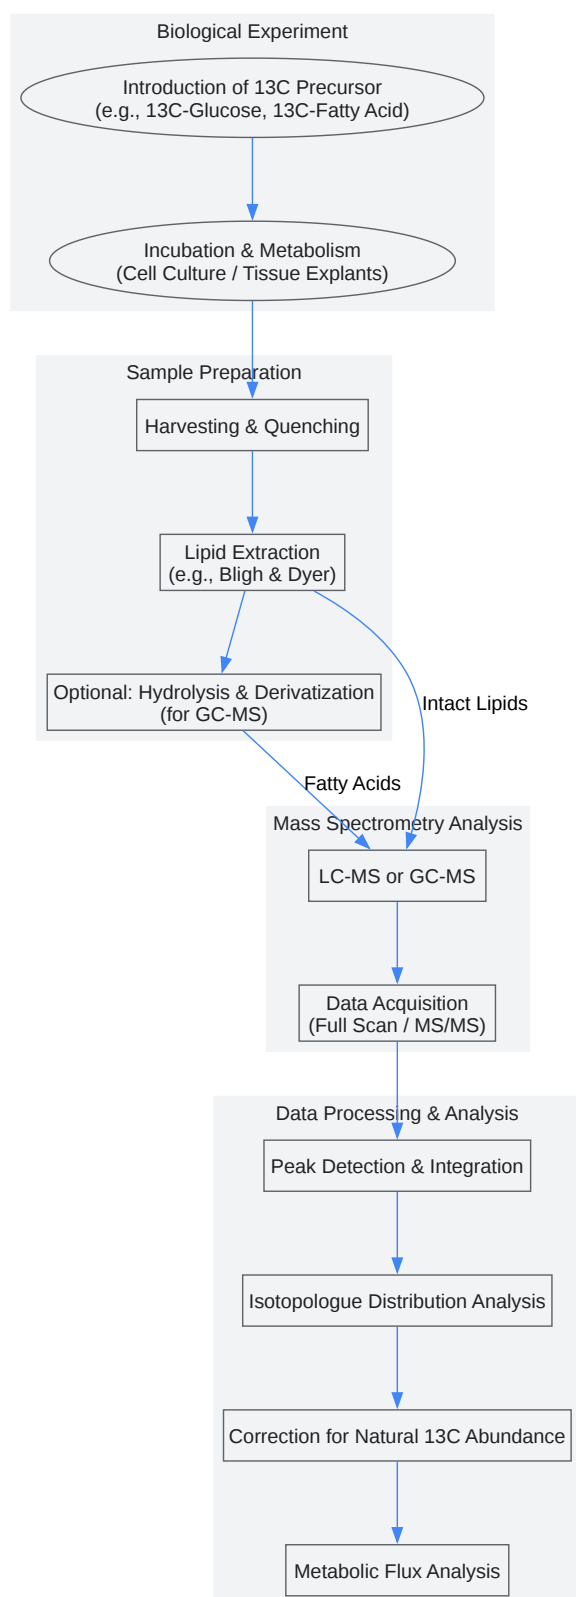 Biological Experiment
Introduction of 13C Precursor
(e.g., 13C-Glucose, 13C-Fatty Acid)
Incubation & Metabolism
(Cell Culture / Tissue Explants)
Sample Preparation
Harvesting & Quenching
Lipid Extraction
(e.g., Bligh & Dyer)
Optional: Hydrolysis & Derivatization
(for GC-MS)
Intact Lipids
Fatty Acids
Mass Spectrometry Analysis
LC-MS or GC-MS
Data Acquisition
(Full Scan / MS/MS)
Data Processing & Analysis
Peak Detection & Integration
Isotopologue Distribution Analysis
Correction for Natural 13C Abundance
Metabolic Flux Analysis